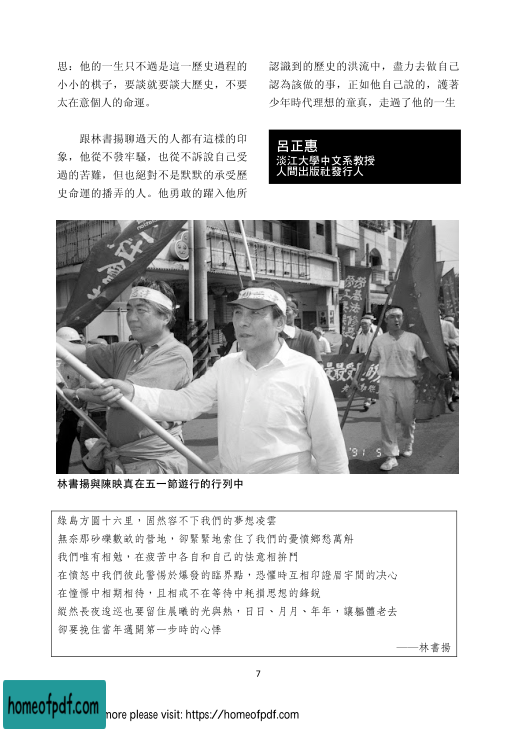 思：他的一生只不過是這一歷史過程的
小小的棋子，要談就要談大歷史，不要
太在意個人的命運。
跟林書揚聊過天的人都有這樣的印
象，他從不發牢騷，也從不訴說自己受
過的苦難，但也絕對不是默默的承受歷
史命運的播弄的人。他勇敢的躍入他所
認識到的歷史的洪流中，盡力去做自己
認為該做的事，正如他自己說的，護著
少年時代理想的童真，走過了他的一生
呂正惠
淡江大學中文系教授
人間出版社發行人
'91 5
林書揚與陳映真在五一節遊行的行列中
綠島方圓十六里，固然容不下我們的夢想凌雲
無奈那砂礫數畝的營地，卻緊緊地索住了我們的憂憤鄉愁萬斛
我們唯有相勉，在疲苦中各自和自己的怯意相拚鬥
在憤怒中我們彼此警惕於爆發的臨界點，恐懼時互相印證眉宇間的決心
在憧憬中相期相待，且相戒不在等待中耗損思想的鋒銳
縱然長夜逡巡也要留住晨曦的光與熱，日日、月月、年年，讓軀體老去
卻要挽住當年邁開第一步時的心悸
——林書揚
7
homeofpdf.com
more please visit: https://homeofpdf.com